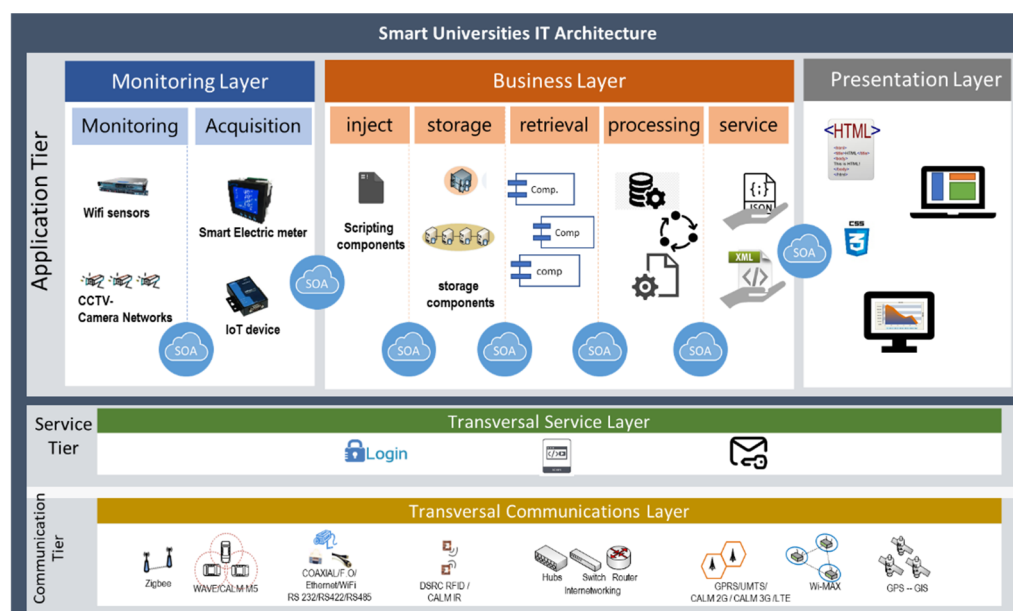 Smart Universities IT Architecture
Application Tier
Monitoring Layer
Business Layer
Presentation Layer
Monitoring
Acquisition
inject
storage
retrieval
processing
service
Wifi sensors
CCTV-
Camera Networks
Smart Electric meter
IoT device
Scripting
components
storage
components
Comp.
Comp
comp
{:}
JSON
XML
</>
<HTML>
CSS
3
SOA
SOA
SOA
SOA
SOA
SOA
SOA
Service
Tier
Transversal Service Layer
Login
Communication
Tier
Transversal Communications Layer
Zigbee
WAVE/CALM M5
COAXIAL/F.O/
Ethernet/WiFi
RS 232/RS422/RS485
DSRC RFID /
CALM IR
Hubs
Switch
Router
Internetworking
GPRS/UMTS/
CALM 2G / CALM 3G /LTE
Wi-MAX
GPS -- GIS